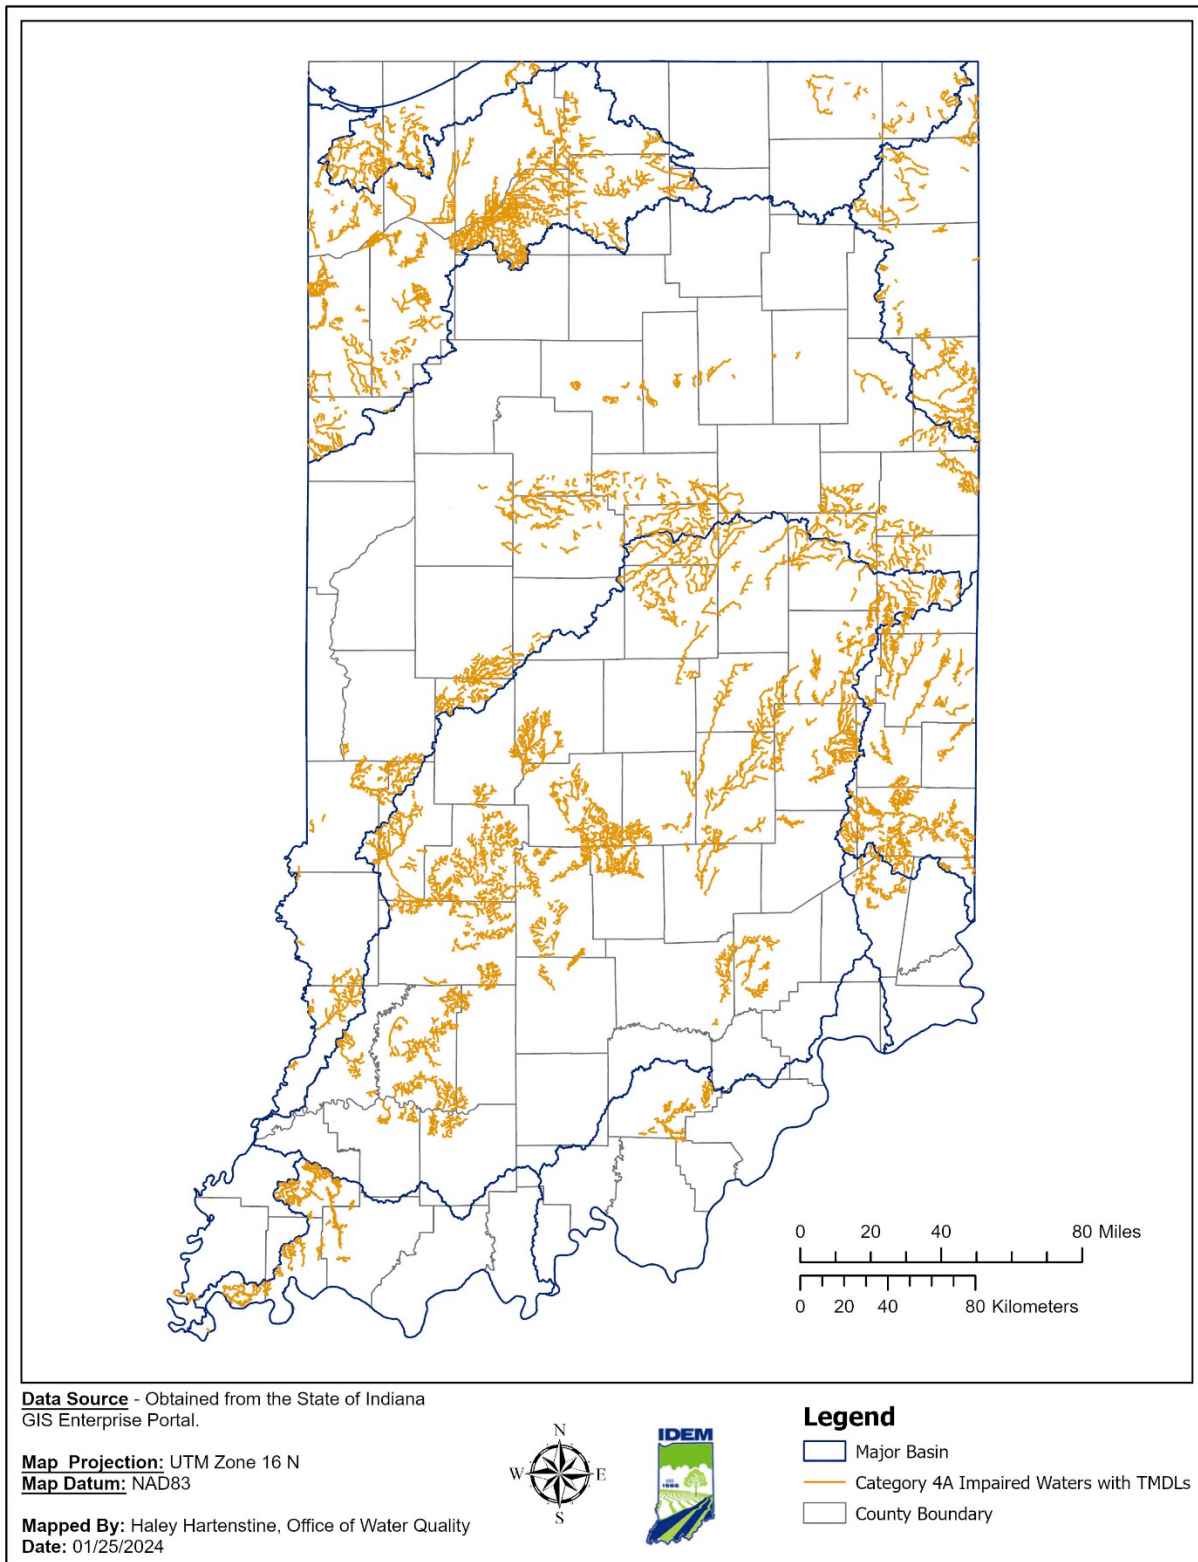 0 20 40 80 Miles
0 20 40 80 Kilometers
Data Source - Obtained from the State of Indiana
GIS Enterprise Portal.
Map Projection: UTM Zone 16 N
Map Datum: NAD83
Mapped By: Haley Hartenstine, Office of Water Quality
Date: 01/25/2024
N
W E
S
IDEM
EST.
1986
Legend
Major Basin
Category 4A Impaired Waters with TMDLs
County Boundary